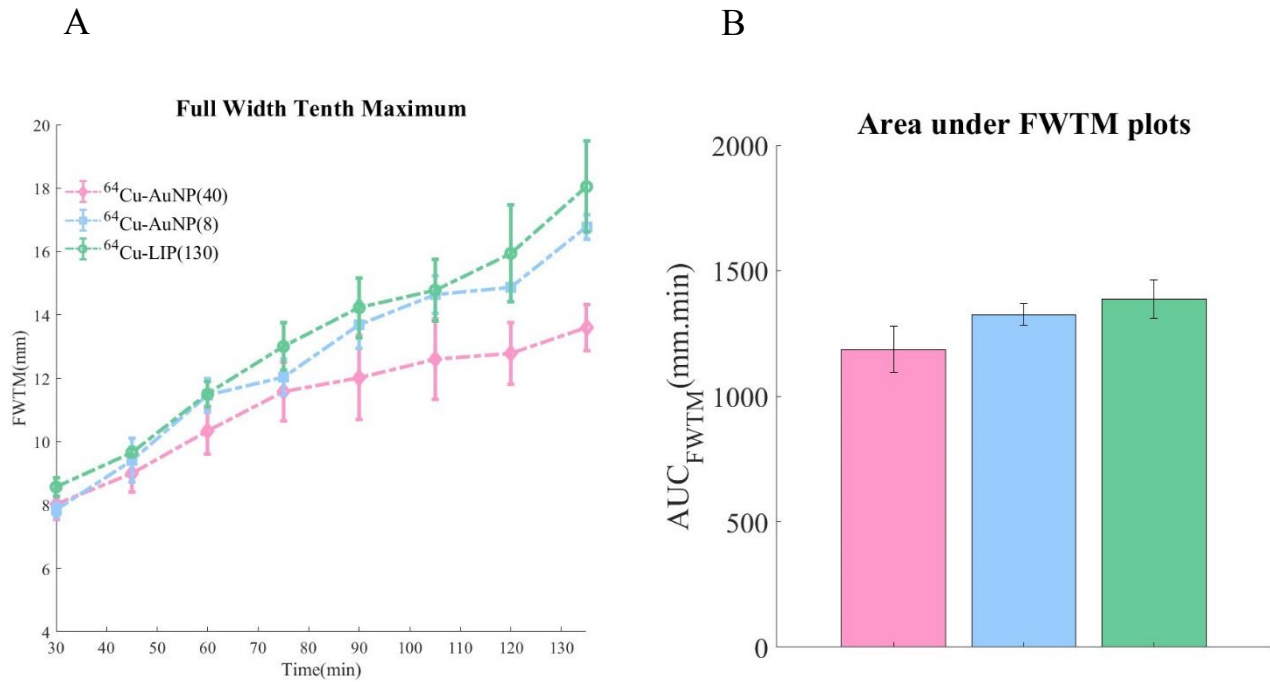 A
B
Full Width Tenth Maximum
20
18
16
14
12
10
8
6
4
FWTM(mm)
64Cu-AuNP(40)
64Cu-AuNP(8)
64Cu-LIP(130)
30 40 50 60 70 80 90 100 110 120 130
Time(min)
Area under FWTM plots
2000
1500
1000
500
0
AUCFWTM(mm.min)